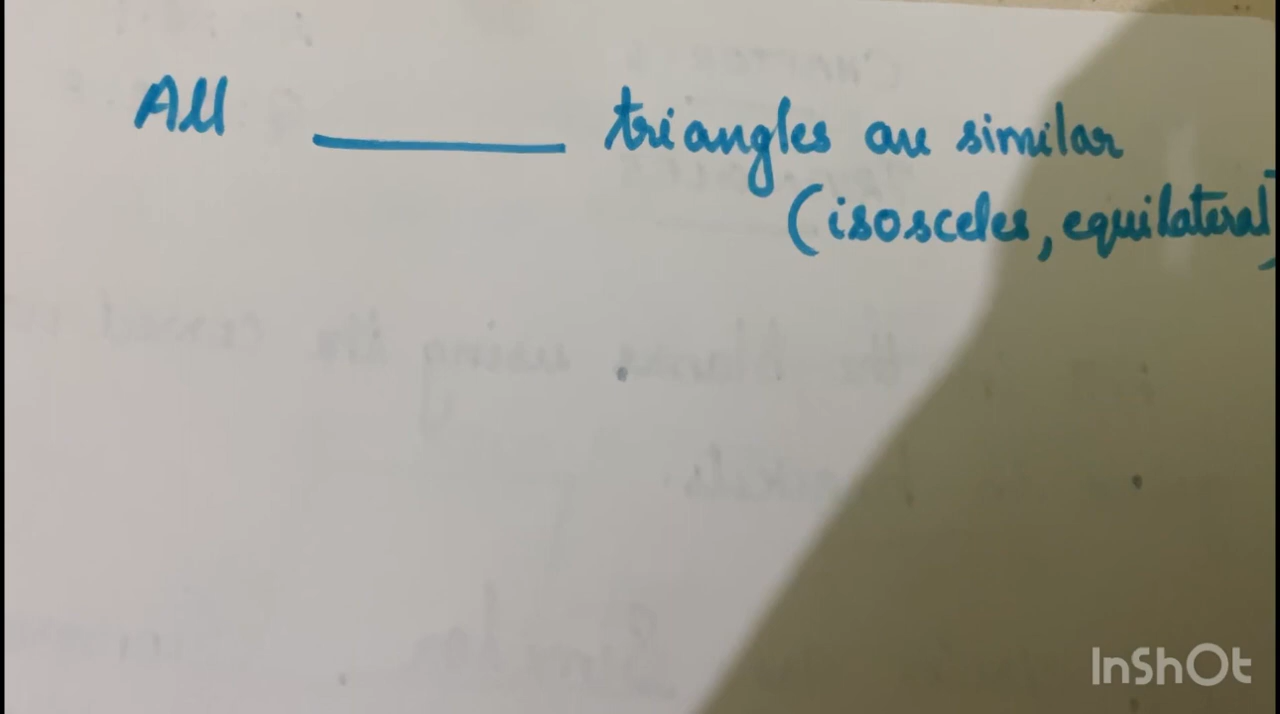 All ______ triangles are similar
(isosceles, equilateral)
InShOt